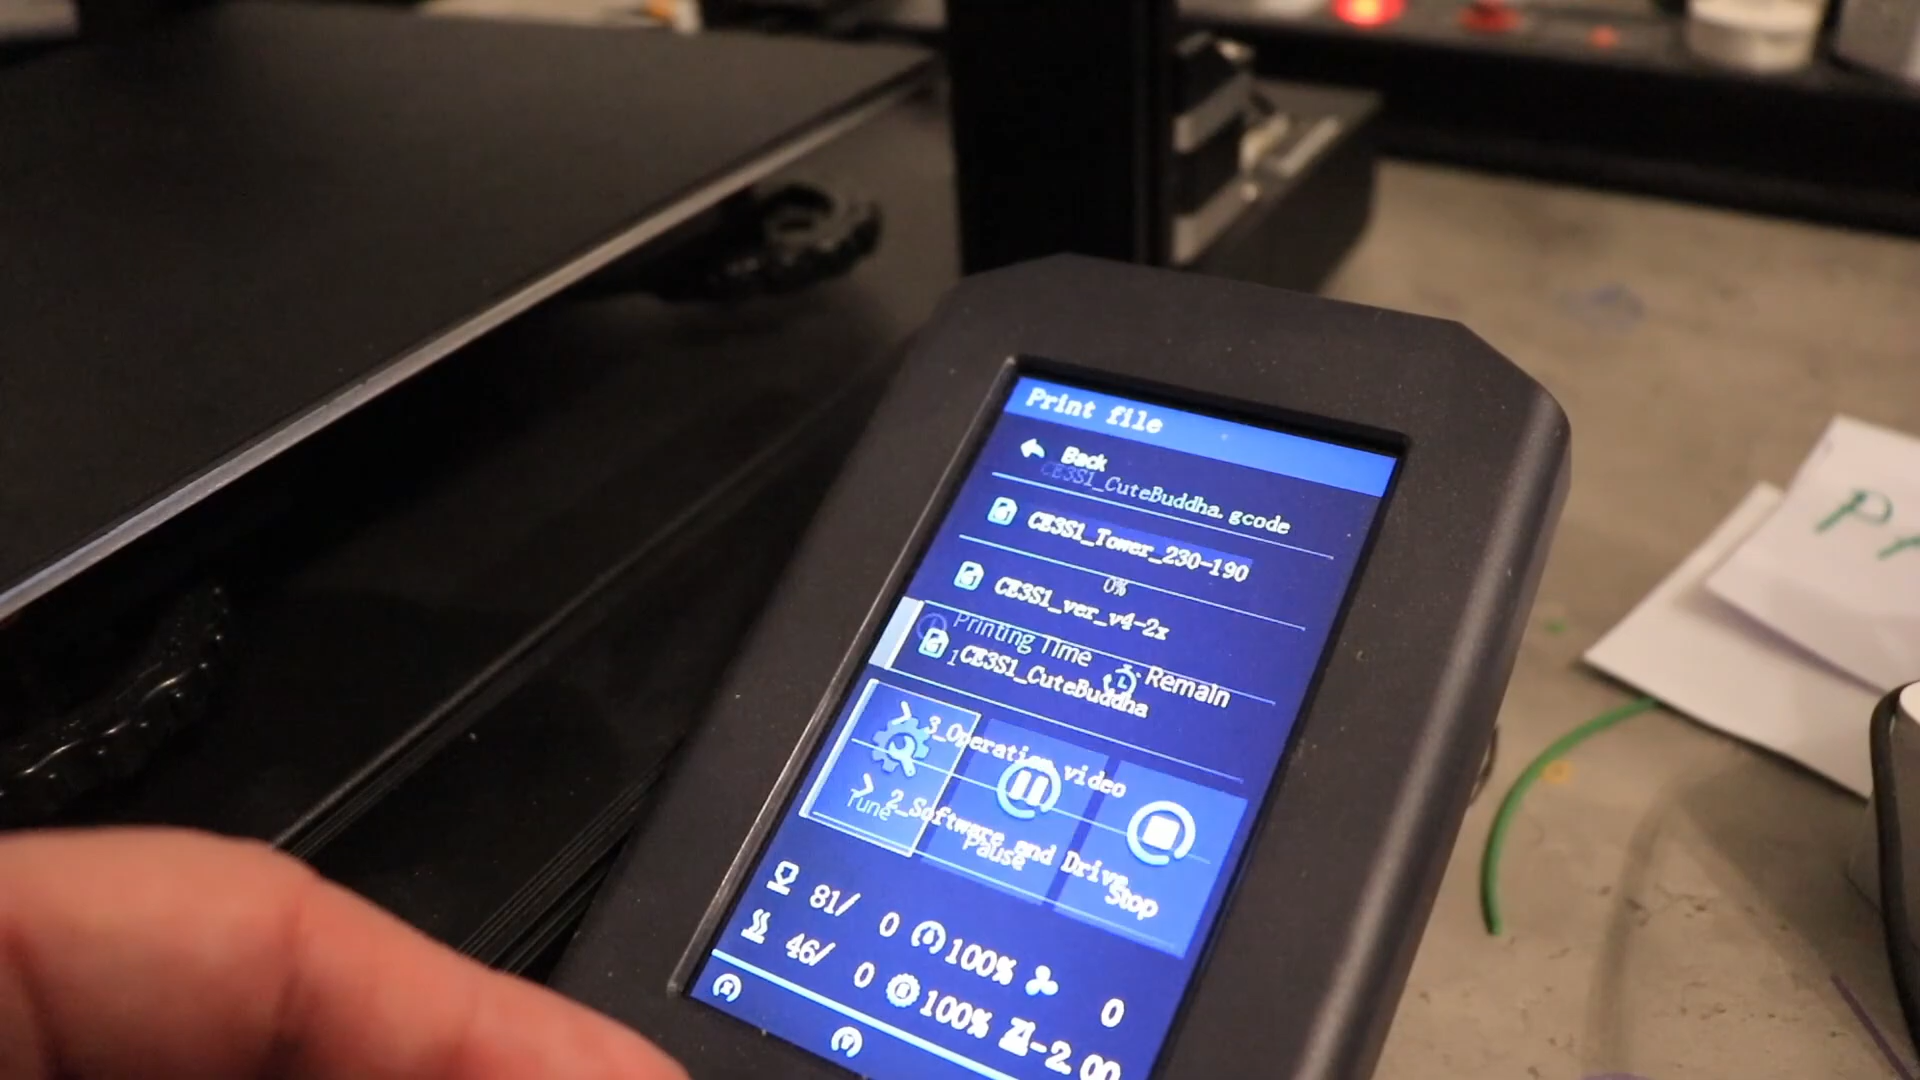 Print file
Back
CE3S1_CuteBuddha.gcode
CE3S1_Tower_230-190
0%
CE3S1_ver_v4-2x
Printing Time
Remain
CE3S1_CuteBuddha
3_Operation video
Tune
2_Software and Drive
Pause
Stop
81/ 0 100% 0
46/ 0 100% -2.00